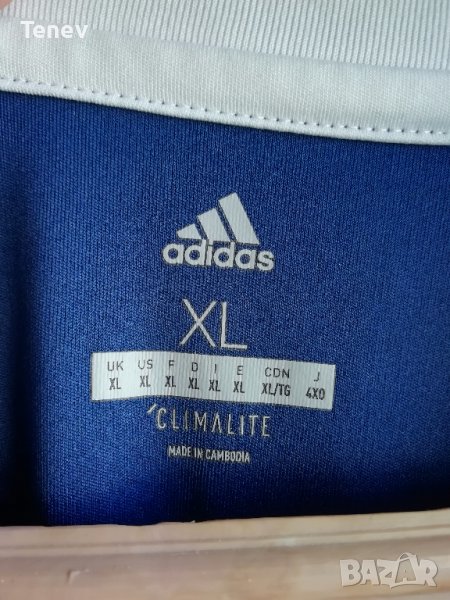 Tenev
adidas
XL
UK US F D I E CDN J
XL XL XL XL XL XL XL/TG 4XO
CLIMALITE
MADE IN CAMBODIA
BAZAR